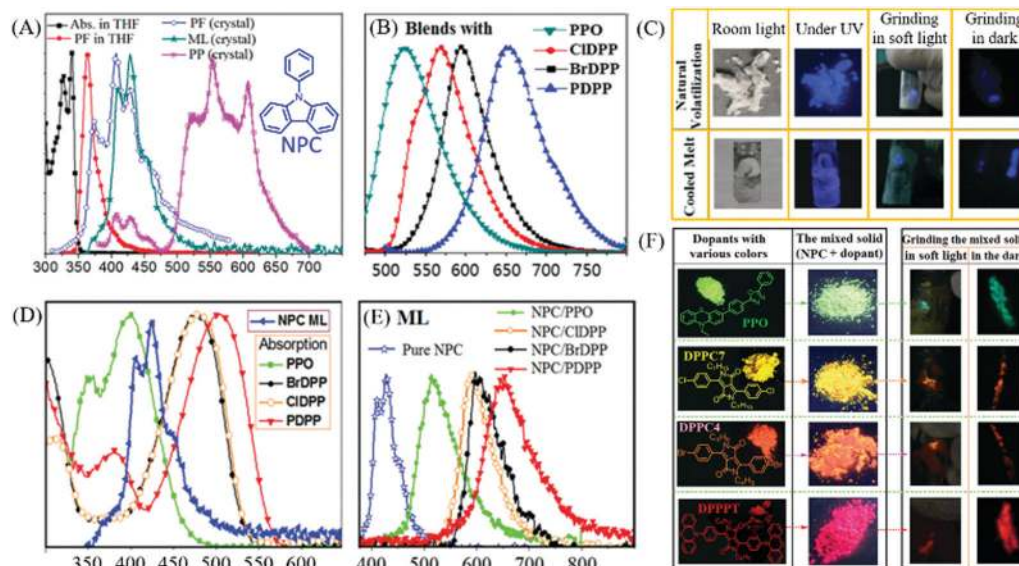 (A)
Abs. in THF
PF in THF
PF (crystal)
ML (crystal)
PP (crystal)
N
NPC
300 350 400 450 500 550 600 650 700
(B) Blends with
PPO
ClDPP
BrDPP
PDPP
500 550 600 650 700 750
(C)
Room light
Under UV
Grinding
in soft light
Grinding
in dark
Natural
Volatilization
Cooled Melt
(D)
NPC ML
Absorption
PPO
BrDPP
ClDPP
PDPP
350 400 450 500 550 600
(E) ML
Pure NPC
NPC/PPO
NPC/ClDPP
NPC/BrDPP
NPC/PDPP
400 500 600 700 800
(F)
Dopants with
various colors
The mixed solid
(NPC + dopant)
Grinding the mixed solid
in soft light
in the dark
PPO
DPPC7
DPPC4
DPPPT